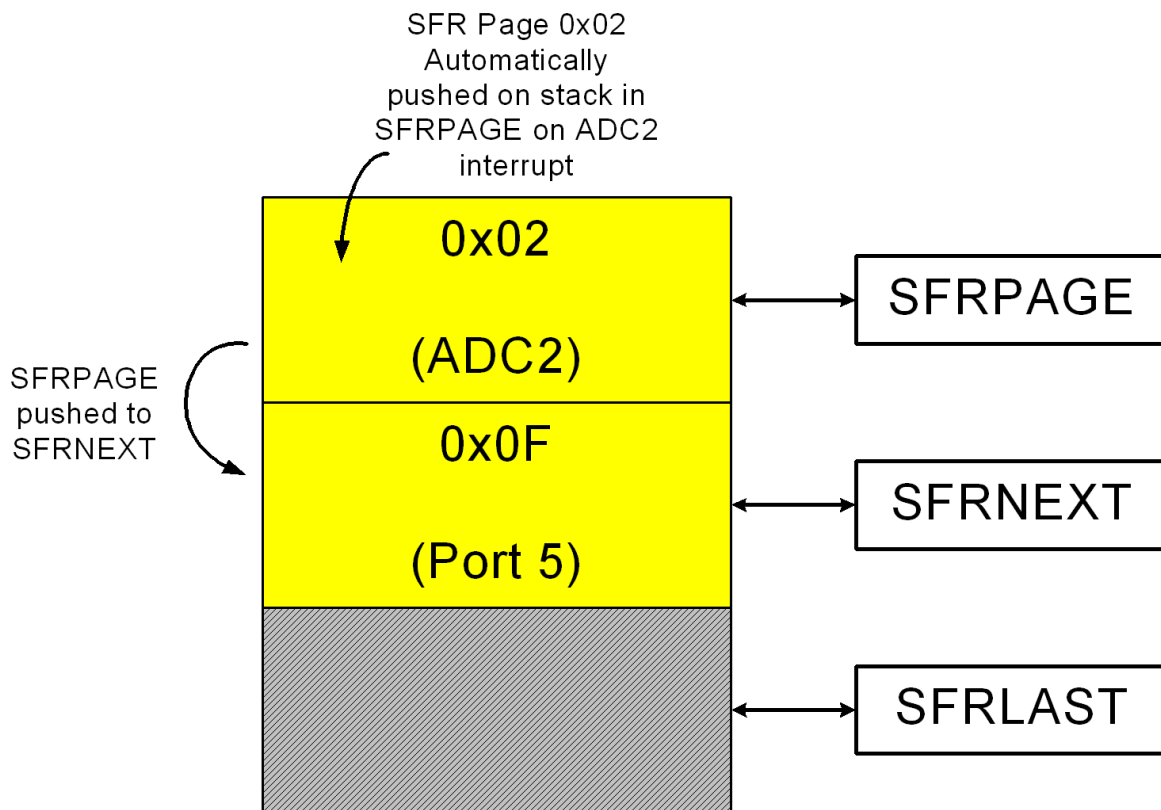 SFR Page 0x02
Automatically
pushed on stack in
SFRPAGE on ADC2
interrupt
0x02
(ADC2)
SFRPAGE
SFRPAGE
pushed to
SFRNEXT
0x0F
(Port 5)
SFRNEXT
SFRLAST